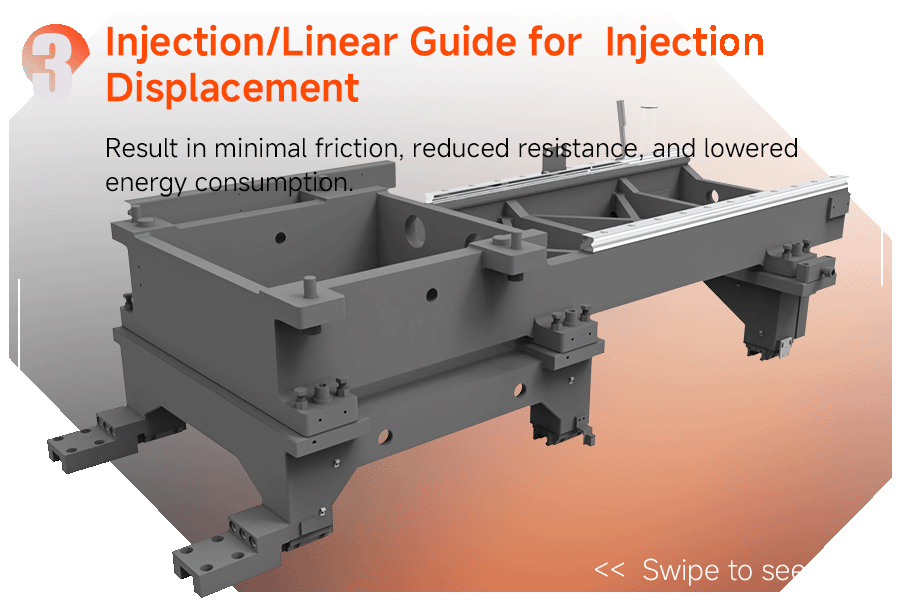 3
Injection/Linear Guide for Injection
Displacement
Result in minimal friction, reduced resistance, and lowered
energy consumption.
<< Swipe to see